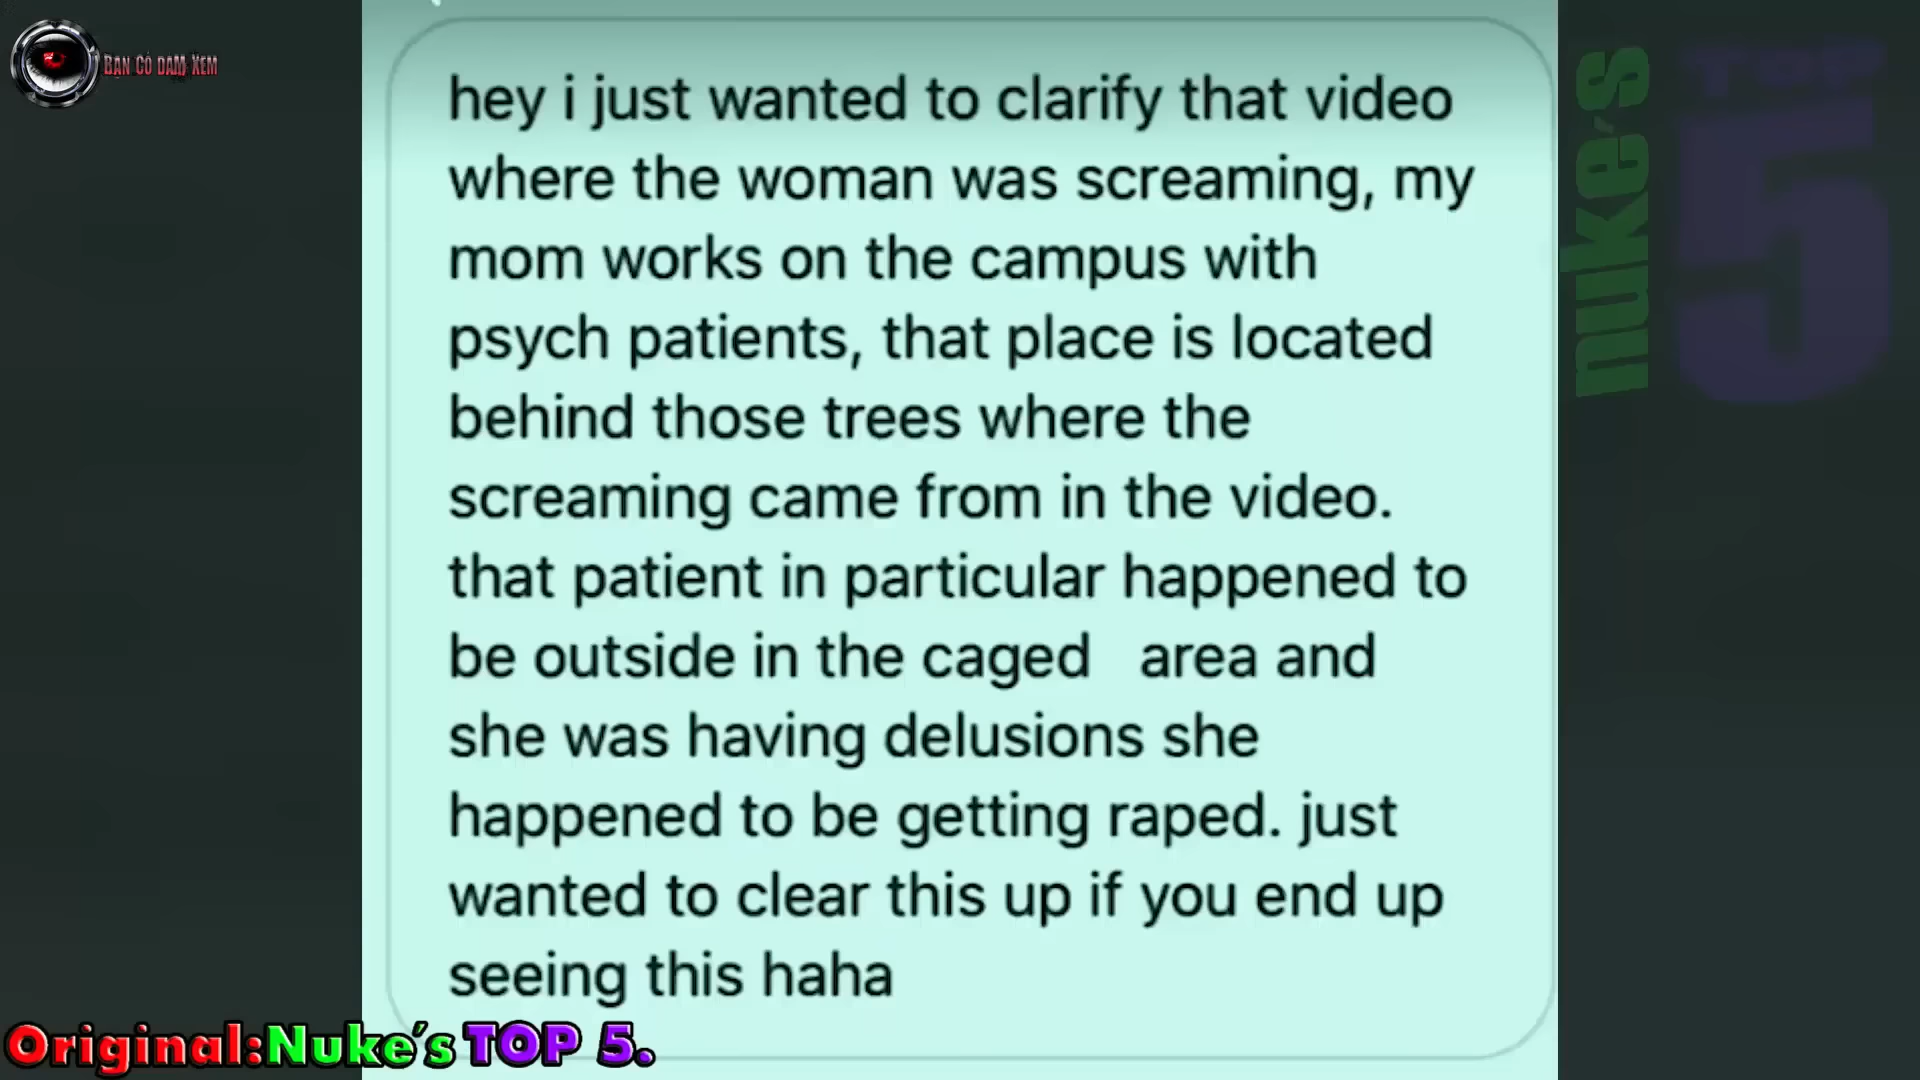 BẠN CÓ DÁM XEM
hey i just wanted to clarify that video
where the woman was screaming, my
mom works on the campus with
psych patients, that place is located
behind those trees where the
screaming came from in the video.
that patient in particular happened to
be outside in the caged   area and
she was having delusions she
happened to be getting raped. just
wanted to clear this up if you end up
seeing this haha
nuke's
TOP
5
Original:Nuke's TOP 5.